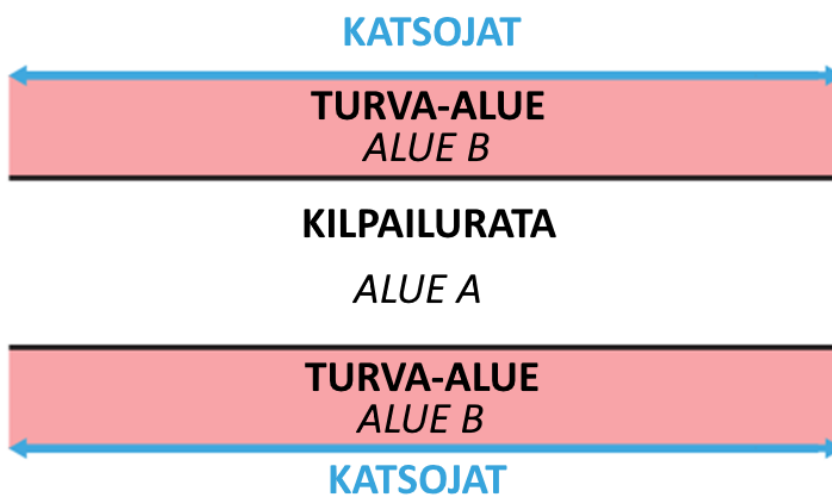 KATSOJAT
TURVA-ALUE
ALUE B
KILPAILURATA
ALUE A
TURVA-ALUE
ALUE B
KATSOJAT